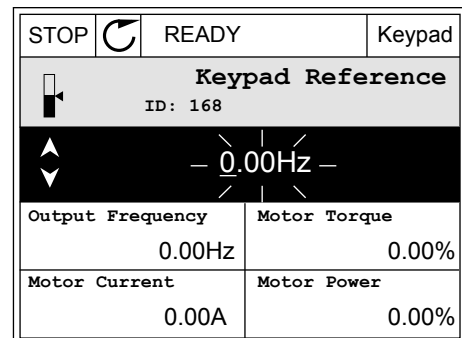 STOP READY Keypad
Keypad Reference
ID: 168
0.00Hz
Output Frequency Motor Torque
0.00Hz 0.00%
Motor Current Motor Power
0.00A 0.00%